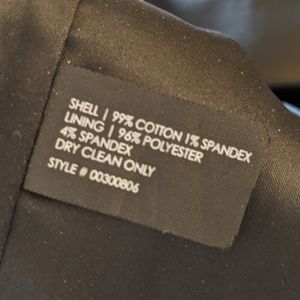 SHELL | 99% COTTON 1% SPANDEX
LINING | 96% POLYESTER
4% SPANDEX
DRY CLEAN ONLY
STYLE # 00300806